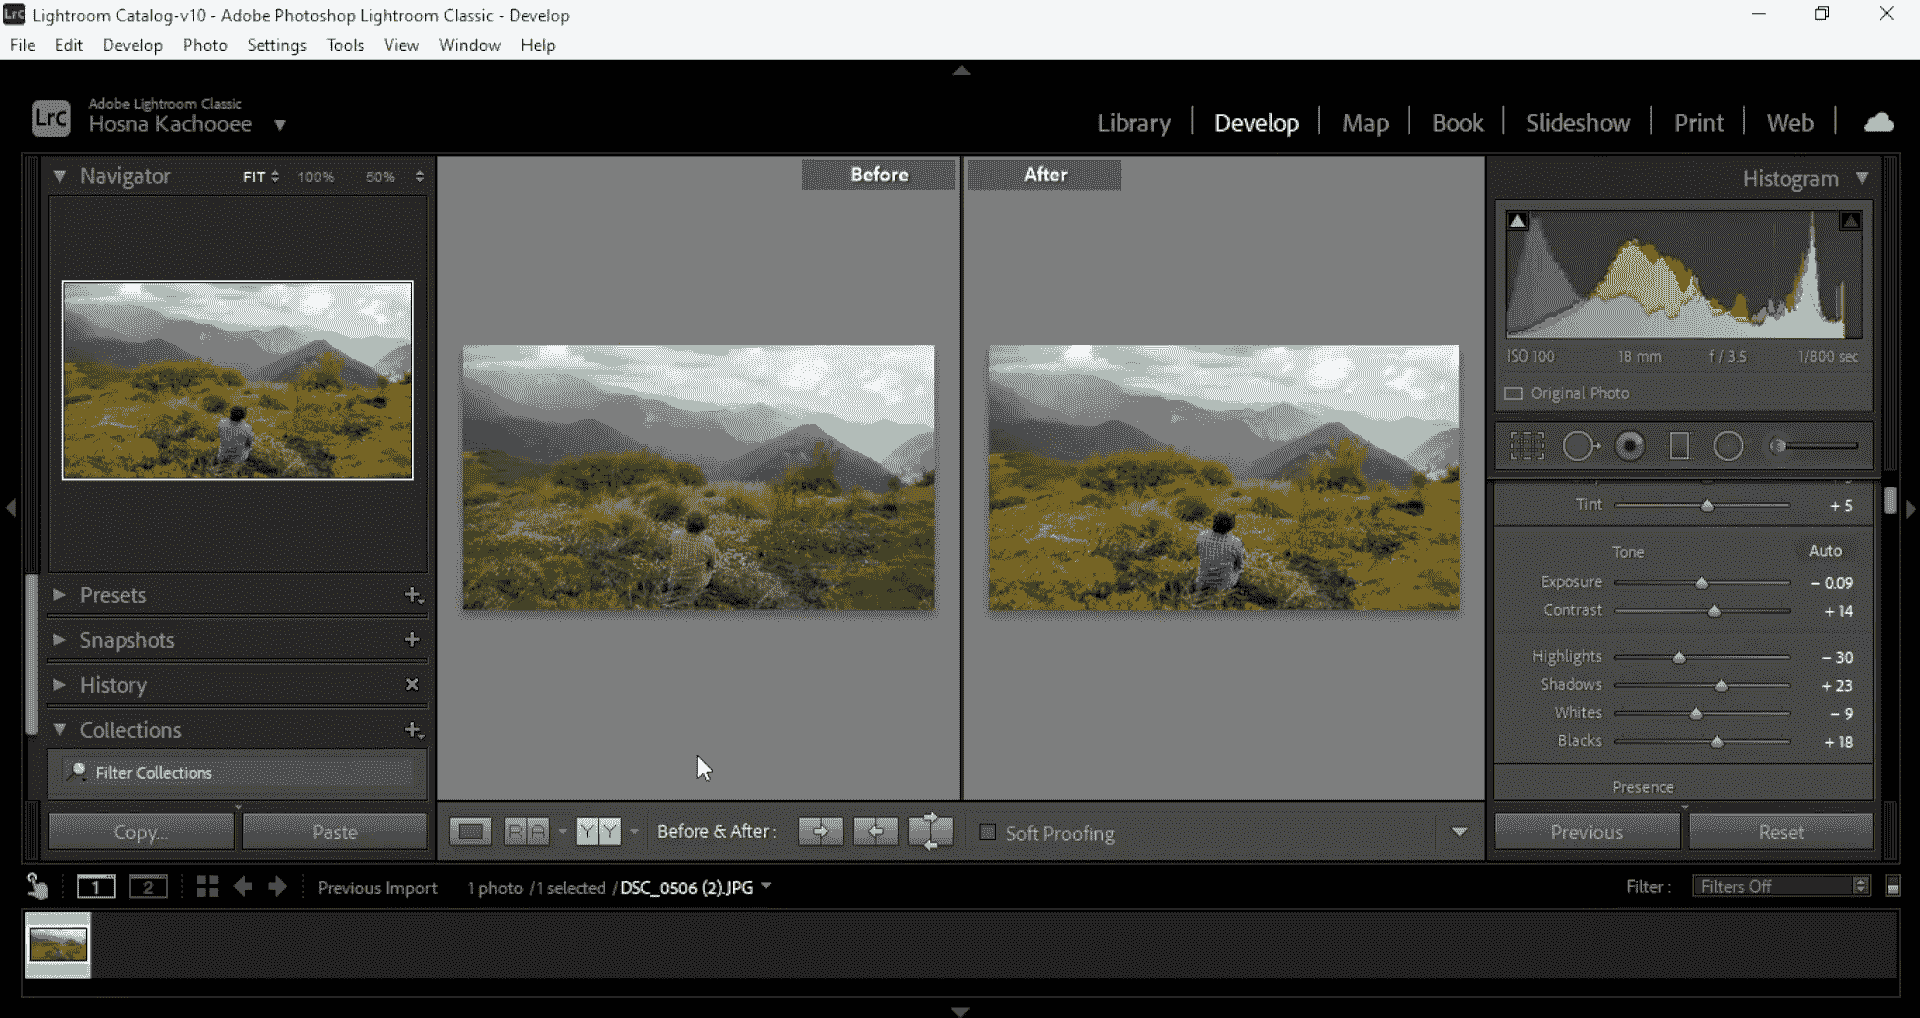 LrC Lightroom Catalog-v10 - Adobe Photoshop Lightroom Classic - Develop
File Edit Develop Photo Settings Tools View Window Help
LrC
Adobe Lightroom Classic
Hosna Kachooee
Library Develop Map Book Slideshow Print Web
Navigator FIT 100% 50%
Before
After
Histogram
ISO 100 18 mm f / 3.5 1/800 sec
Original Photo
Tint + 5
Tone Auto
Exposure - 0.09
Contrast + 14
Highlights - 30
Shadows + 23
Whites - 9
Blacks + 18
Presence
Presets
Snapshots
History
Collections
Filter Collections
Copy... Paste
R A Y Y Before & After : Soft Proofing
Previous Reset
1 2 Previous Import 1 photo / 1 selected / DSC_0506 (2).JPG
Filter : Filters Off